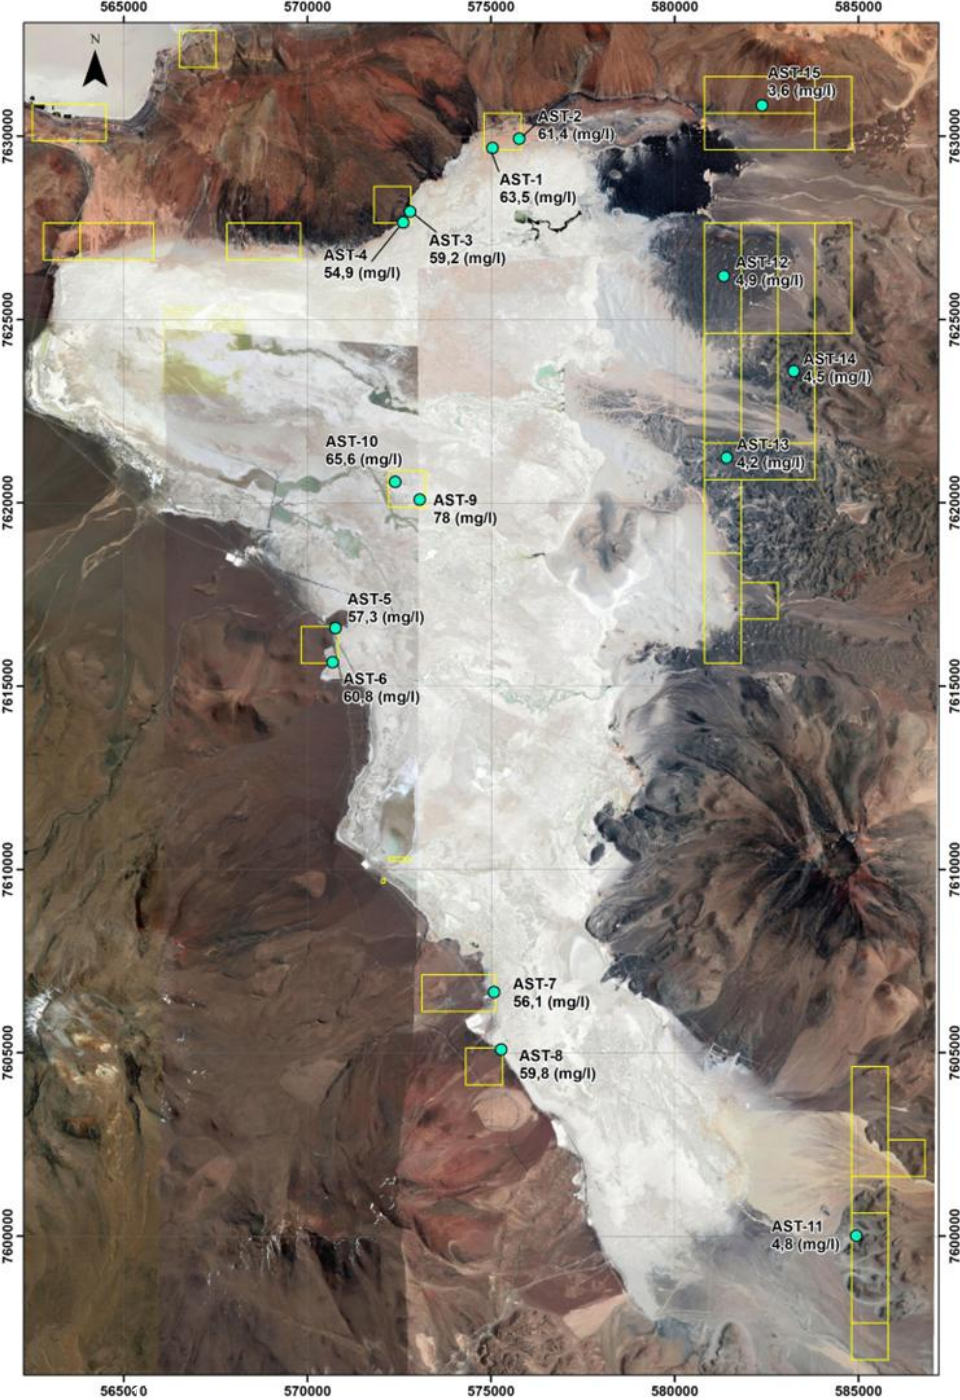 565000 570000 575000 580000 585000
N
AST-15
3,6 (mg/l)
AST-2
61,4 (mg/l)
7630000 7630000
AST-1
63,5 (mg/l)
AST-3
59,2 (mg/l)
AST-4
54,9 (mg/l)
AST-12
4,9 (mg/l)
7625000 7625000
AST-14
4,5 (mg/l)
AST-10
65,6 (mg/l)
AST-13
4,2 (mg/l)
AST-9
78 (mg/l)
7620000 7620000
AST-5
57,3 (mg/l)
AST-6
60,8 (mg/l)
7615000 7615000
7610000 7610000
AST-7
56,1 (mg/l)
AST-8
59,8 (mg/l)
7605000 7605000
AST-11
4,8 (mg/l)
7600000 7600000
565000 570000 575000 580000 585000